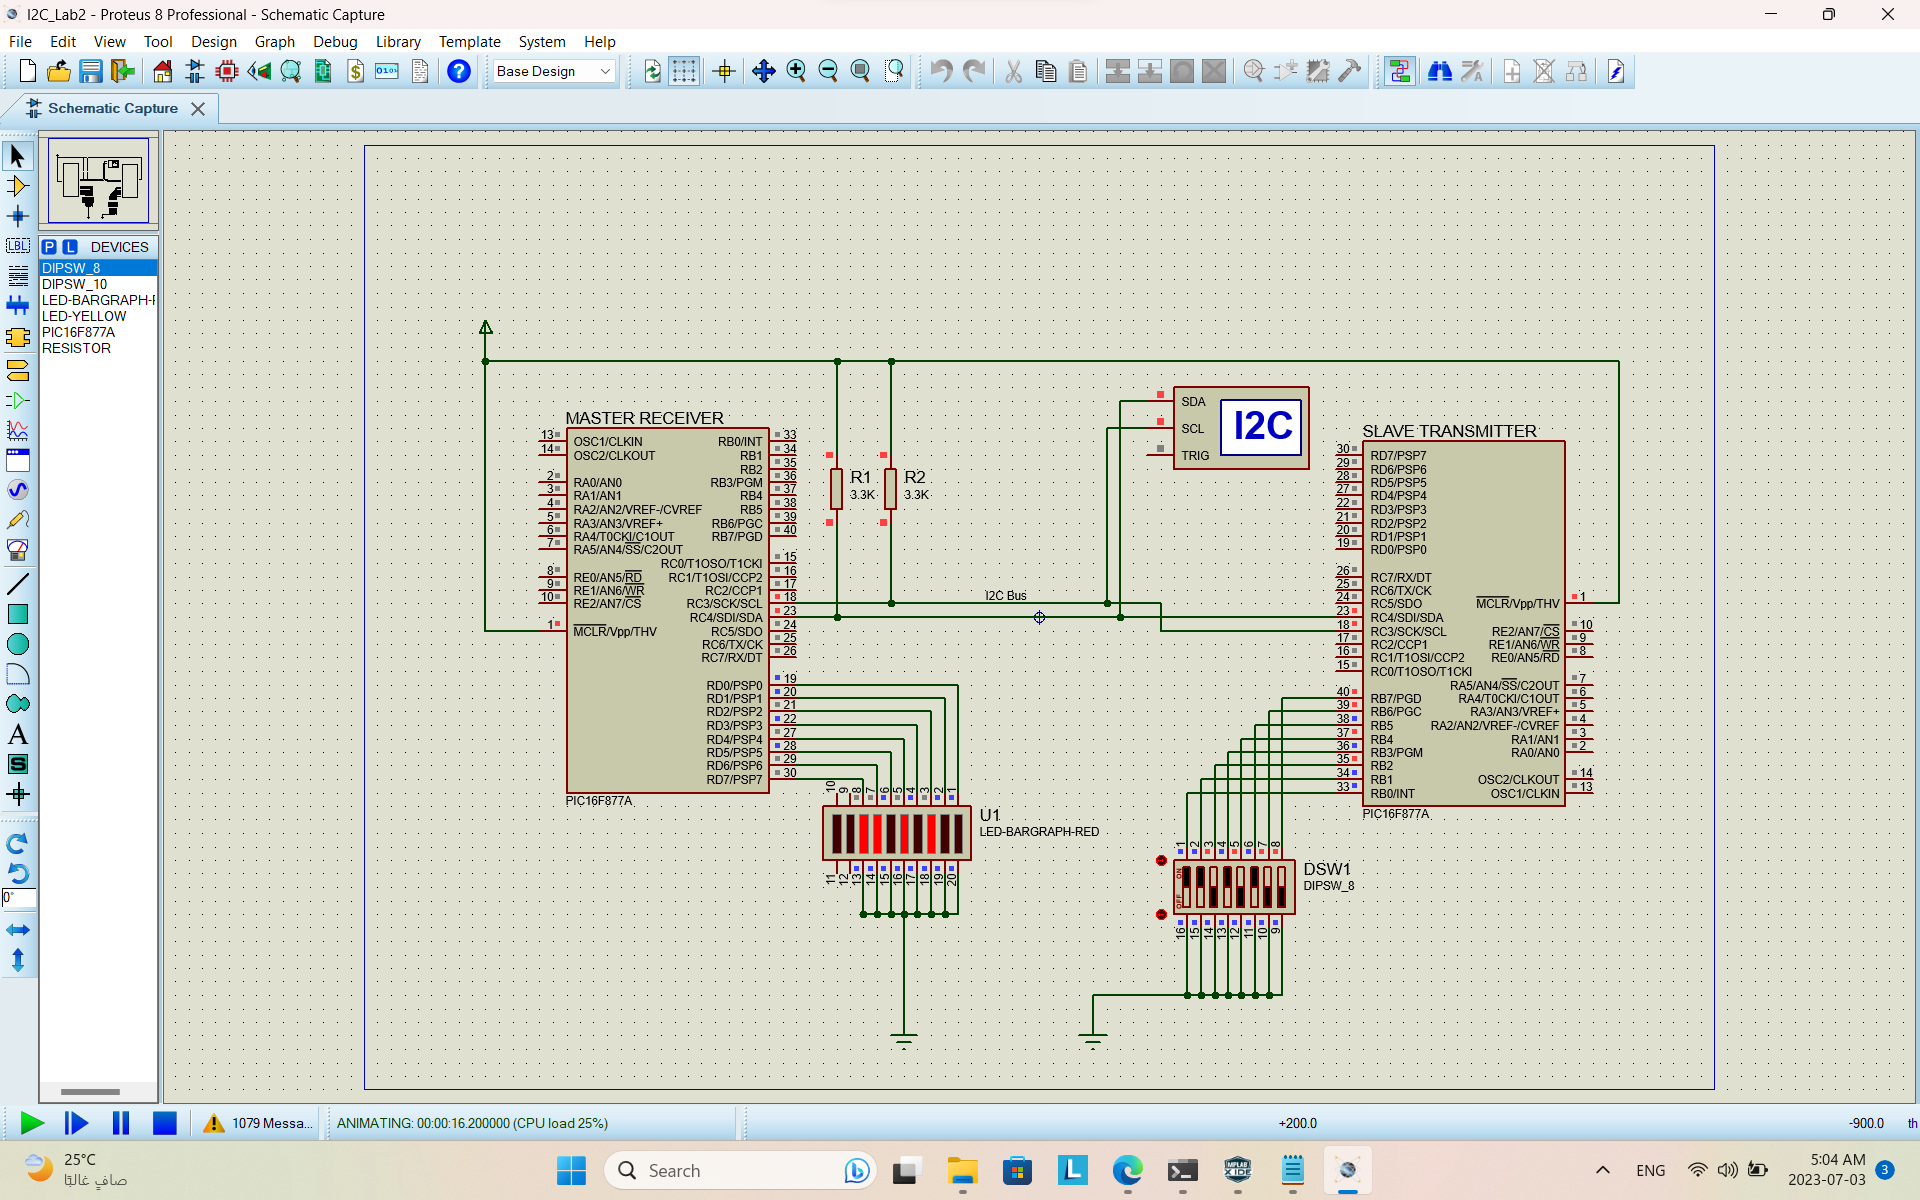 I2C_Lab2 - Proteus 8 Professional - Schematic Capture
File Edit View Tool Design Graph Debug Library Template System Help
Base Design
Schematic Capture
P L DEVICES
DIPSW_8
DIPSW_10
LED-BARGRAPH-
LED-YELLOW
PIC16F877A
RESISTOR
LBL
A
S
0°
MASTER RECEIVER
13 OSC1/CLKIN
14 OSC2/CLKOUT
2 RA0/AN0
3 RA1/AN1
4 RA2/AN2/VREF-/CVREF
5 RA3/AN3/VREF+
6 RA4/T0CKI/C1OUT
7 RA5/AN4/SS/C2OUT
8 RE0/AN5/RD
9 RE1/AN6/WR
10 RE2/AN7/CS
1 MCLR/Vpp/THV
RB0/INT 33
RB1 34
RB2 35
RB3/PGM 36
RB4 37
RB5 38
RB6/PGC 39
RB7/PGD 40
RC0/T1OSO/T1CKI 15
RC1/T1OSI/CCP2 16
RC2/CCP1 17
RC3/SCK/SCL 18
RC4/SDI/SDA 23
RC5/SDO 24
RC6/TX/CK 25
RC7/RX/DT 26
RD0/PSP0 19
RD1/PSP1 20
RD2/PSP2 21
RD3/PSP3 22
RD4/PSP4 27
RD5/PSP5 28
RD6/PSP6 29
RD7/PSP7 30
PIC16F877A
R1
3.3K
R2
3.3K
I2C Bus
SDA
SCL
TRIG
I2C
SLAVE TRANSMITTER
30 RD7/PSP7
29 RD6/PSP6
28 RD5/PSP5
27 RD4/PSP4
22 RD3/PSP3
21 RD2/PSP2
20 RD1/PSP1
19 RD0/PSP0
26 RC7/RX/DT
25 RC6/TX/CK
24 RC5/SDO
23 RC4/SDI/SDA
18 RC3/SCK/SCL
17 RC2/CCP1
16 RC1/T1OSI/CCP2
15 RC0/T1OSO/T1CKI
40 RB7/PGD
39 RB6/PGC
38 RB5
37 RB4
36 RB3/PGM
35 RB2
34 RB1
33 RB0/INT
MCLR/Vpp/THV 1
RE2/AN7/CS 10
RE1/AN6/WR 9
RE0/AN5/RD 8
RA5/AN4/SS/C2OUT 7
RA4/T0CKI/C1OUT 6
RA3/AN3/VREF+ 5
RA2/AN2/VREF-/CVREF 4
RA1/AN1 3
RA0/AN0 2
OSC2/CLKOUT 14
OSC1/CLKIN 13
PIC16F877A
10 9 8 7 6 5 4 3 2 1
U1
LED-BARGRAPH-RED
11 12 13 14 15 16 17 18 19 20
1 2 3 4 5 6 7 8
ON
OFF
DSW1
DIPSW_8
16 15 14 13 12 11 10 9
1079 Messa...
ANIMATING: 00:00:16.200000 (CPU load 25%)
+200.0
-900.0
th
25°C
صافٍ غالبًا
Search
L
ENG
5:04 AM
2023-07-03
3